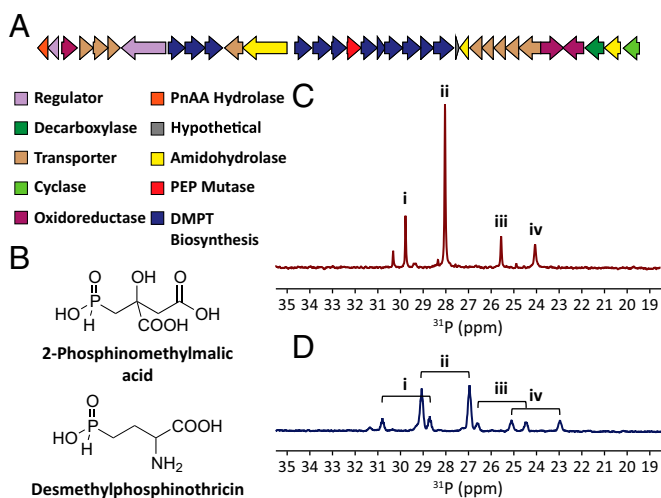 A
Regulator
Decarboxylase
Transporter
Cyclase
Oxidoreductase
PnAA Hydrolase
Hypothetical
Amidohydrolase
PEP Mutase
DMPT
Biosynthesis
B
O
OH
O
HO
P
H
COOH
OH
2-Phosphinomethylmalic
acid
O
HO
P
H
COOH
NH2
Desmethylphosphinothricin
C
i
ii
iii
iv
35 34 33 32 31 30 29 28 27 26 25 24 23 22 21 20 19
31P (ppm)
D
i
ii
iii
iv
35 34 33 32 31 30 29 28 27 26 25 24 23 22 21 20 19
31P (ppm)